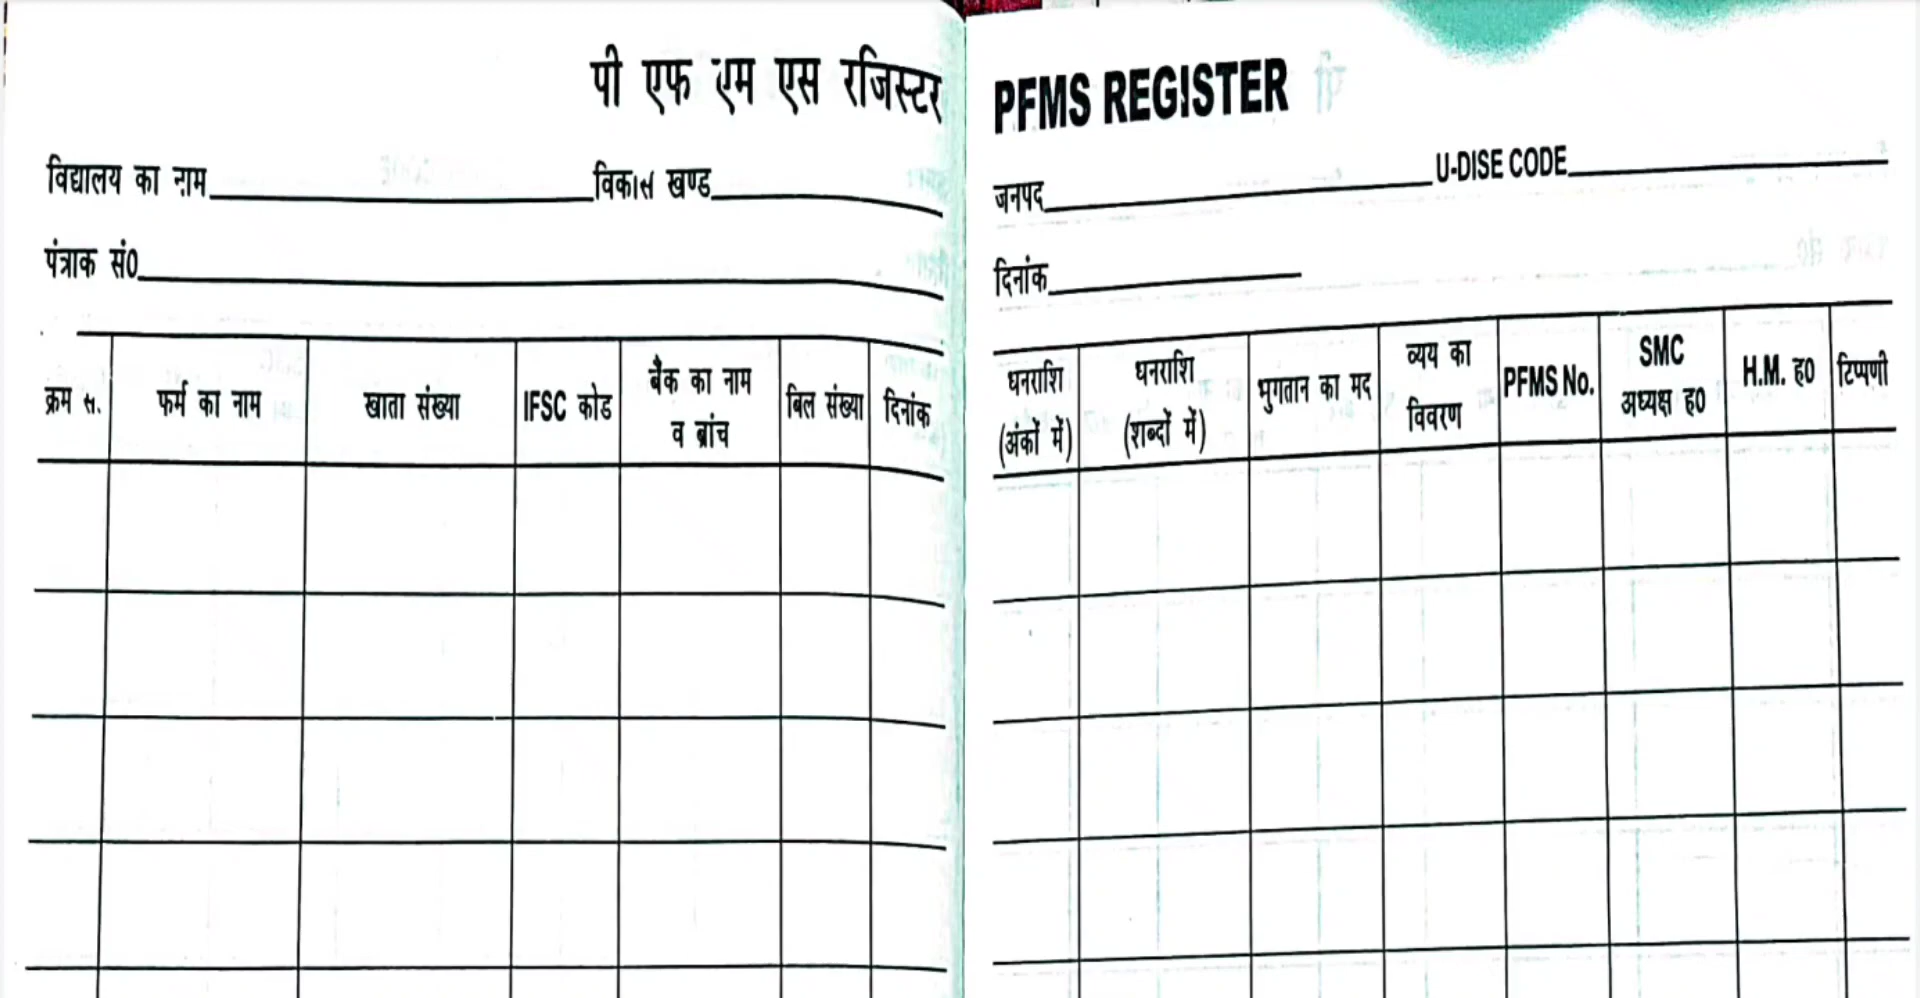 पी एफ एम एस रजिस्टर
विद्यालय का नाम विकास खण्ड
पंत्राक सं0
क्रम स. फर्म का नाम खाता संख्या IFSC कोड बैंक का नाम व ब्रांच बिल संख्या दिनांक
PFMS REGISTER
जनपद U-DISE CODE
दिनांक
धनराशि (अंकों में) धनराशि (शब्दों में) भुगतान का मद व्यय का विवरण PFMS No. SMC अध्यक्ष ह0 H.M. ह0 टिप्पणी